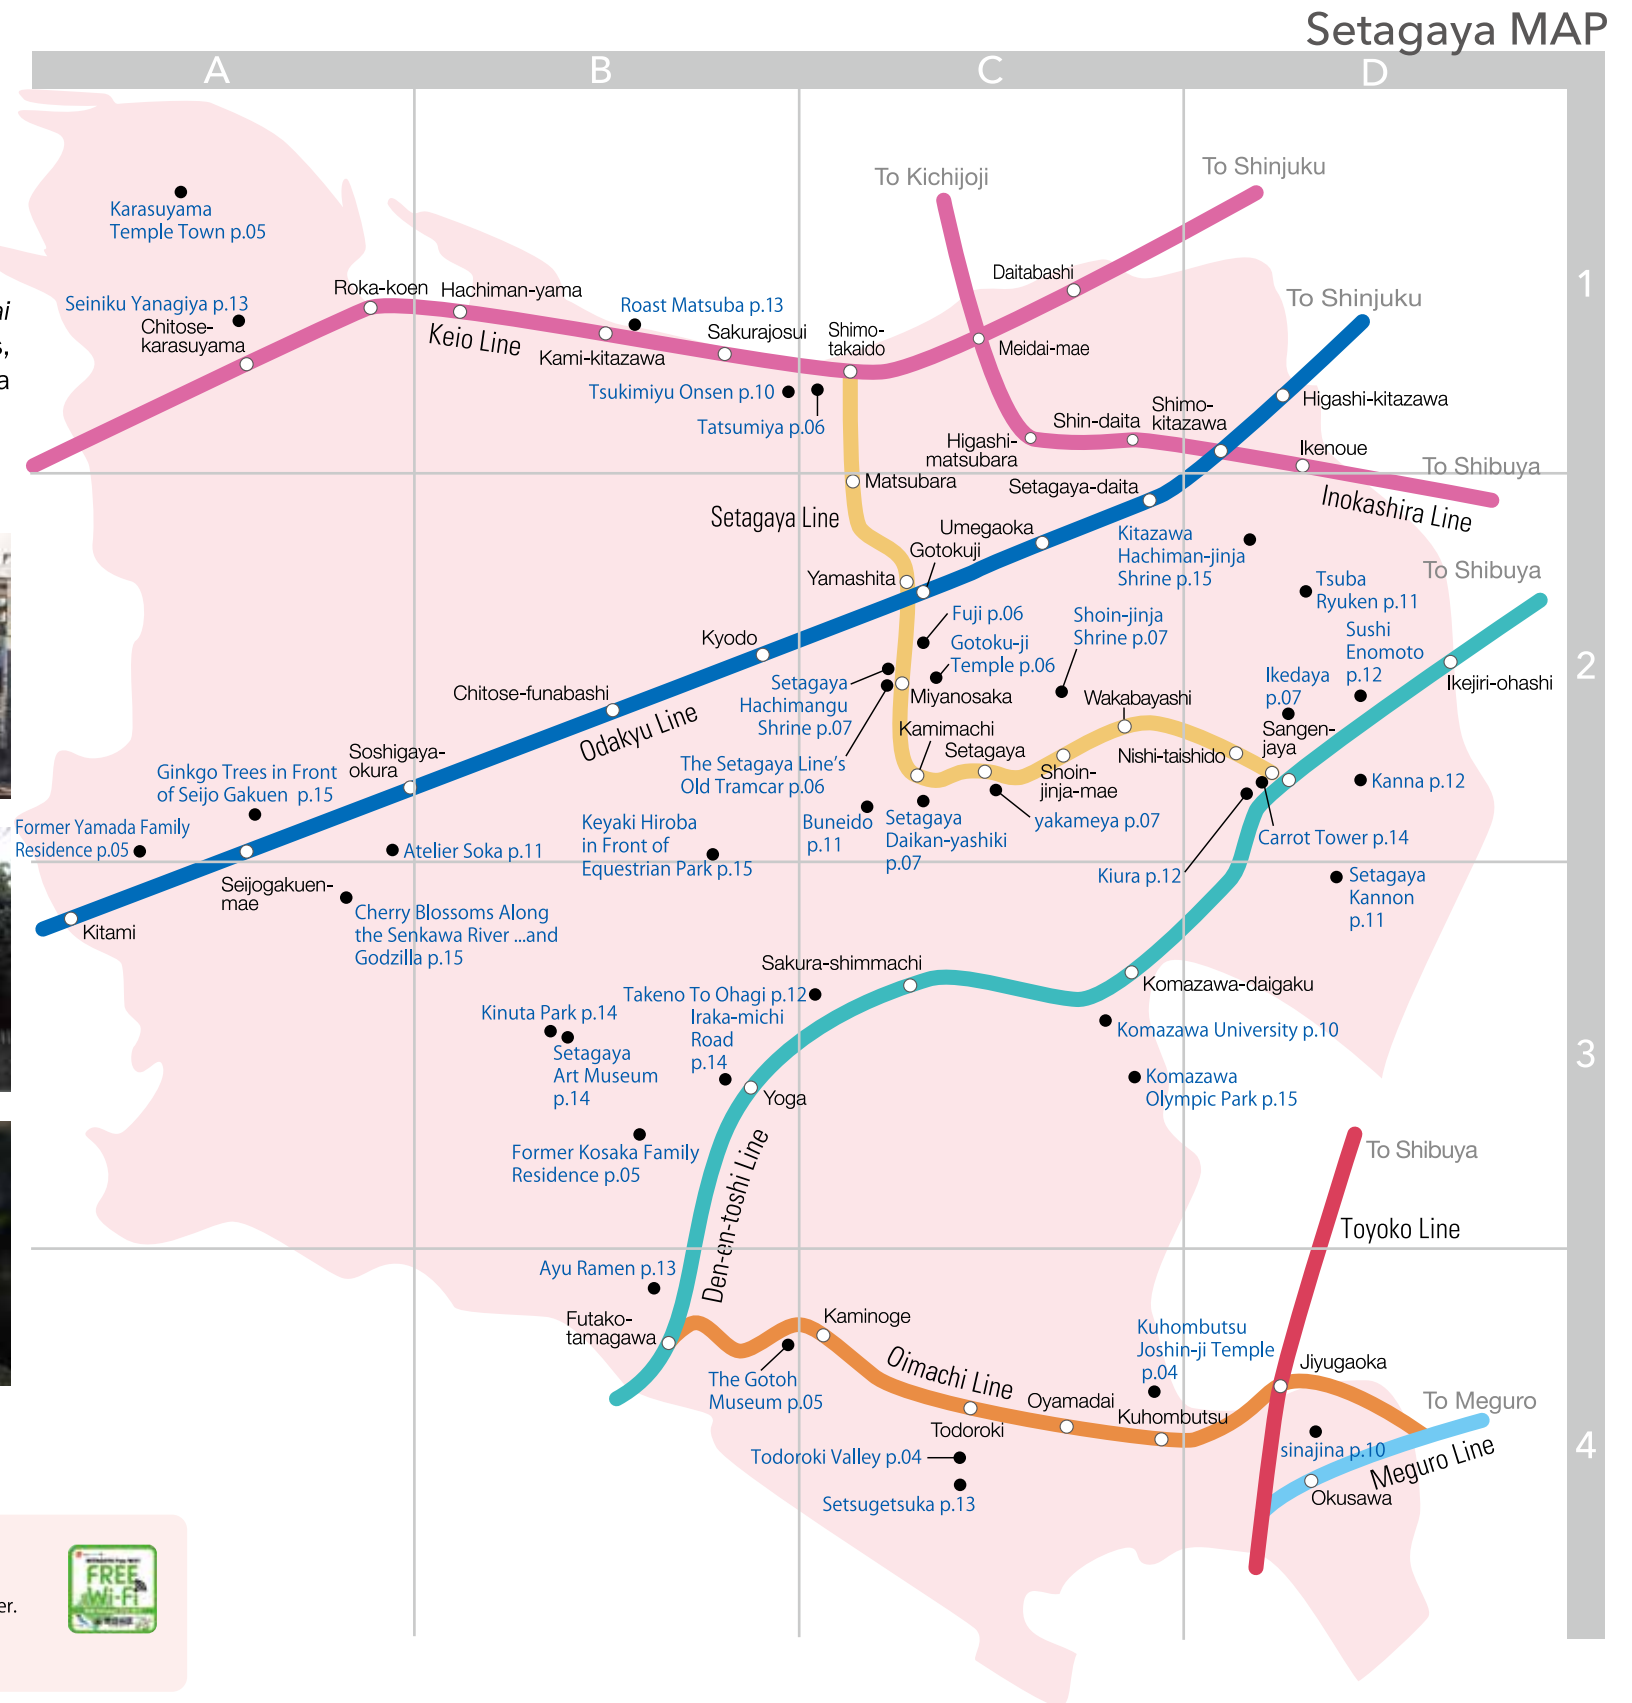 Setagaya MAP
A
B
C
D
To Kichijoji
To Shinjuku
Karasuyama
Temple Town p.05
Daitabashi
1
Roka-koen
Hachiman-yama
Seiniku Yanagiya p.13
Roast Matsuba p.13
To Shinjuku
Chitose-
karasuyama
Keio Line
Kami-kitazawa
Sakurajosui
Shimo-
takaido
Meidai-mae
Tsukimiyu Onsen p.10
Tatsumiya p.06
Higashi-kitazawa
Shimo-
kitazawa
Shin-daita
Higashi-
matsubara
Ikenoue
To Shibuya
Matsubara
Setagaya-daita
Inokashira Line
Setagaya Line
Umegaoka
Gotokuji
Kitazawa
Hachiman-jinja
Shrine p.15
Yamashita
To Shibuya
Tsuba
Ryuken p.11
Fuji p.06
Shoin-jinja
Shrine p.07
Sushi
Enomoto
p.12
Kyodo
Gotoku-ji
Temple p.06
2
Ikedaya
p.07
Ikejiri-ohashi
Setagaya
Hachimangu
Shrine p.07
Miyanosaka
Chitose-funabashi
Wakabayashi
Odakyu Line
Kamimachi
Setagaya
Sangen-
jaya
Nishi-taishido
Soshigaya-
okura
The Setagaya Line's
Old Tramcar p.06
Shoin-
jinja-mae
Ginkgo Trees in Front
of Seijo Gakuen p.15
Kanna p.12
Former Yamada Family
Residence p.05
Atelier Soka p.11
Keyaki Hiroba
in Front of
Equestrian Park p.15
Buneido
p.11
Setagaya
Daikan-yashiki
p.07
yakameya p.07
Carrot Tower p.14
Kiura p.12
Setagaya
Kannon
p.11
Seijogakuen-
mae
Kitami
Cherry Blossoms Along
the Senkawa River ...and
Godzilla p.15
Sakura-shimmachi
Komazawa-daigaku
Takeno To Ohagi p.12
Kinuta Park p.14
Iraka-michi
Road
p.14
Komazawa University p.10
3
Setagaya
Art Museum
p.14
Yoga
Komazawa
Olympic Park p.15
Former Kosaka Family
Residence p.05
To Shibuya
Den-en-toshi Line
Toyoko Line
Ayu Ramen p.13
Futako-
tamagawa
Kaminoge
Kuhombutsu
Joshin-ji Temple
p.04
Oimachi Line
Jiyugaoka
The Gotoh
Museum p.05
Oyamadai
To Meguro
Todoroki
Kuhombutsu
4
sinajina p.10
Meguro Line
Todoroki Valley p.04
Okusawa
Setsugetsuka p.13
FREE
Wi-Fi
er.